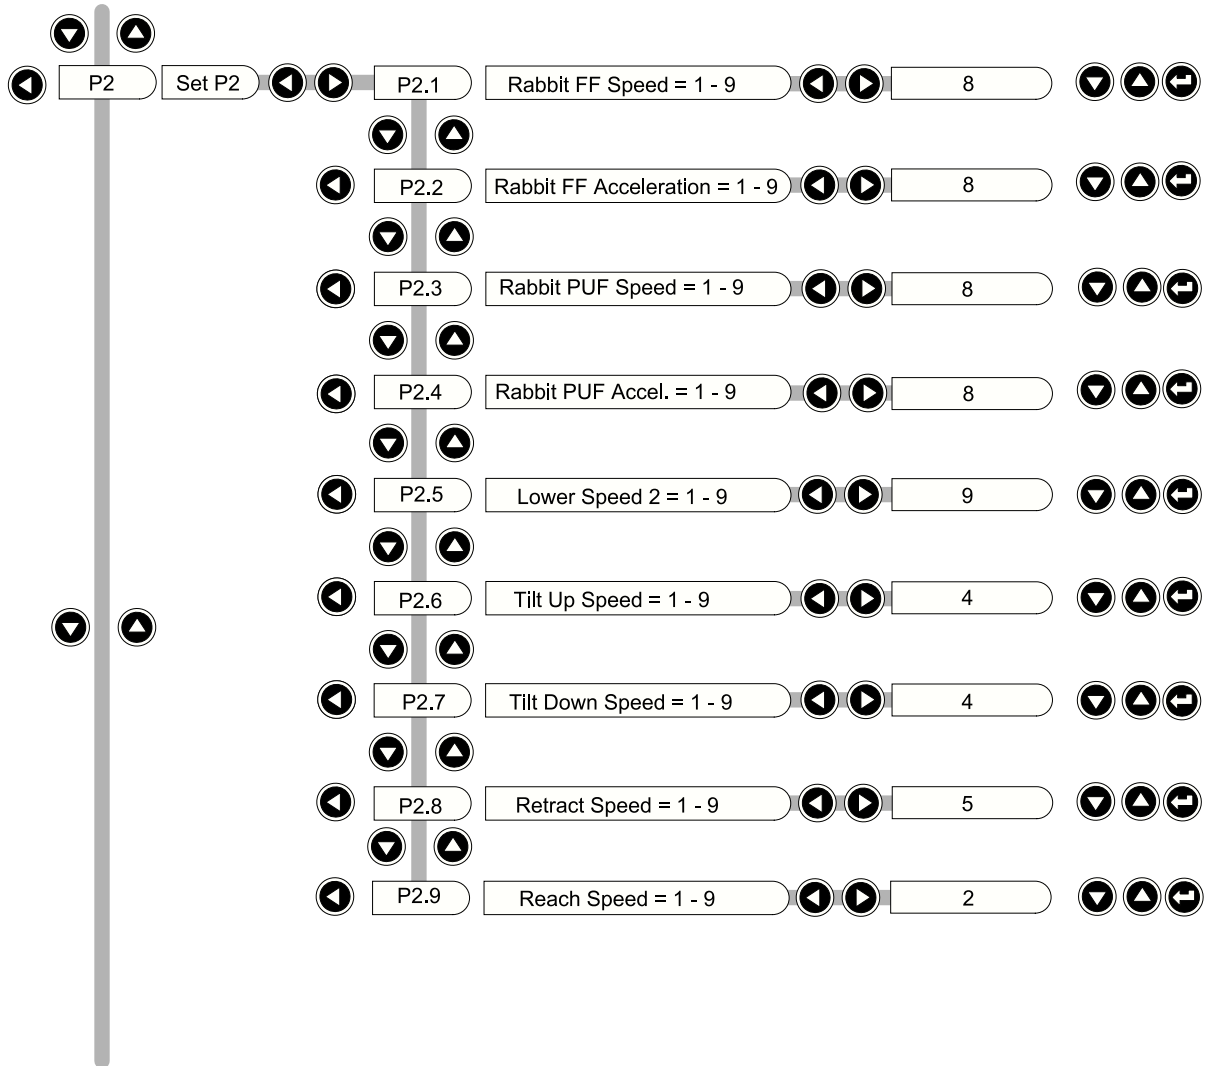 P2 Set P2 P2.1 Rabbit FF Speed = 1 - 9 8
P2.2 Rabbit FF Acceleration = 1 - 9 8
P2.3 Rabbit PUF Speed = 1 - 9 8
P2.4 Rabbit PUF Accel. = 1 - 9 8
P2.5 Lower Speed 2 = 1 - 9 9
P2.6 Tilt Up Speed = 1 - 9 4
P2.7 Tilt Down Speed = 1 - 9 4
P2.8 Retract Speed = 1 - 9 5
P2.9 Reach Speed = 1 - 9 2